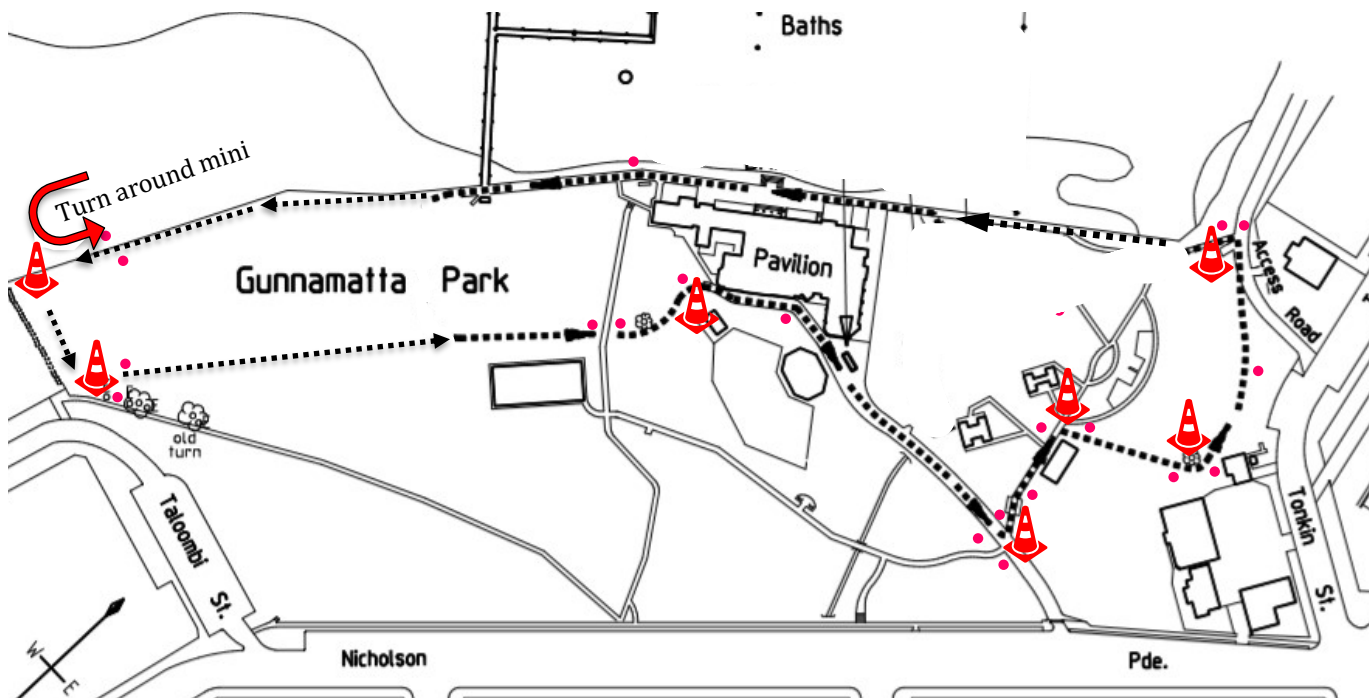 Baths
Turn around mini
Gunnamatta Park
Pavilion
Access
Road
old
turn
Taloombi
St.
Tonkin
St.
Nicholson
Pde.
W
E